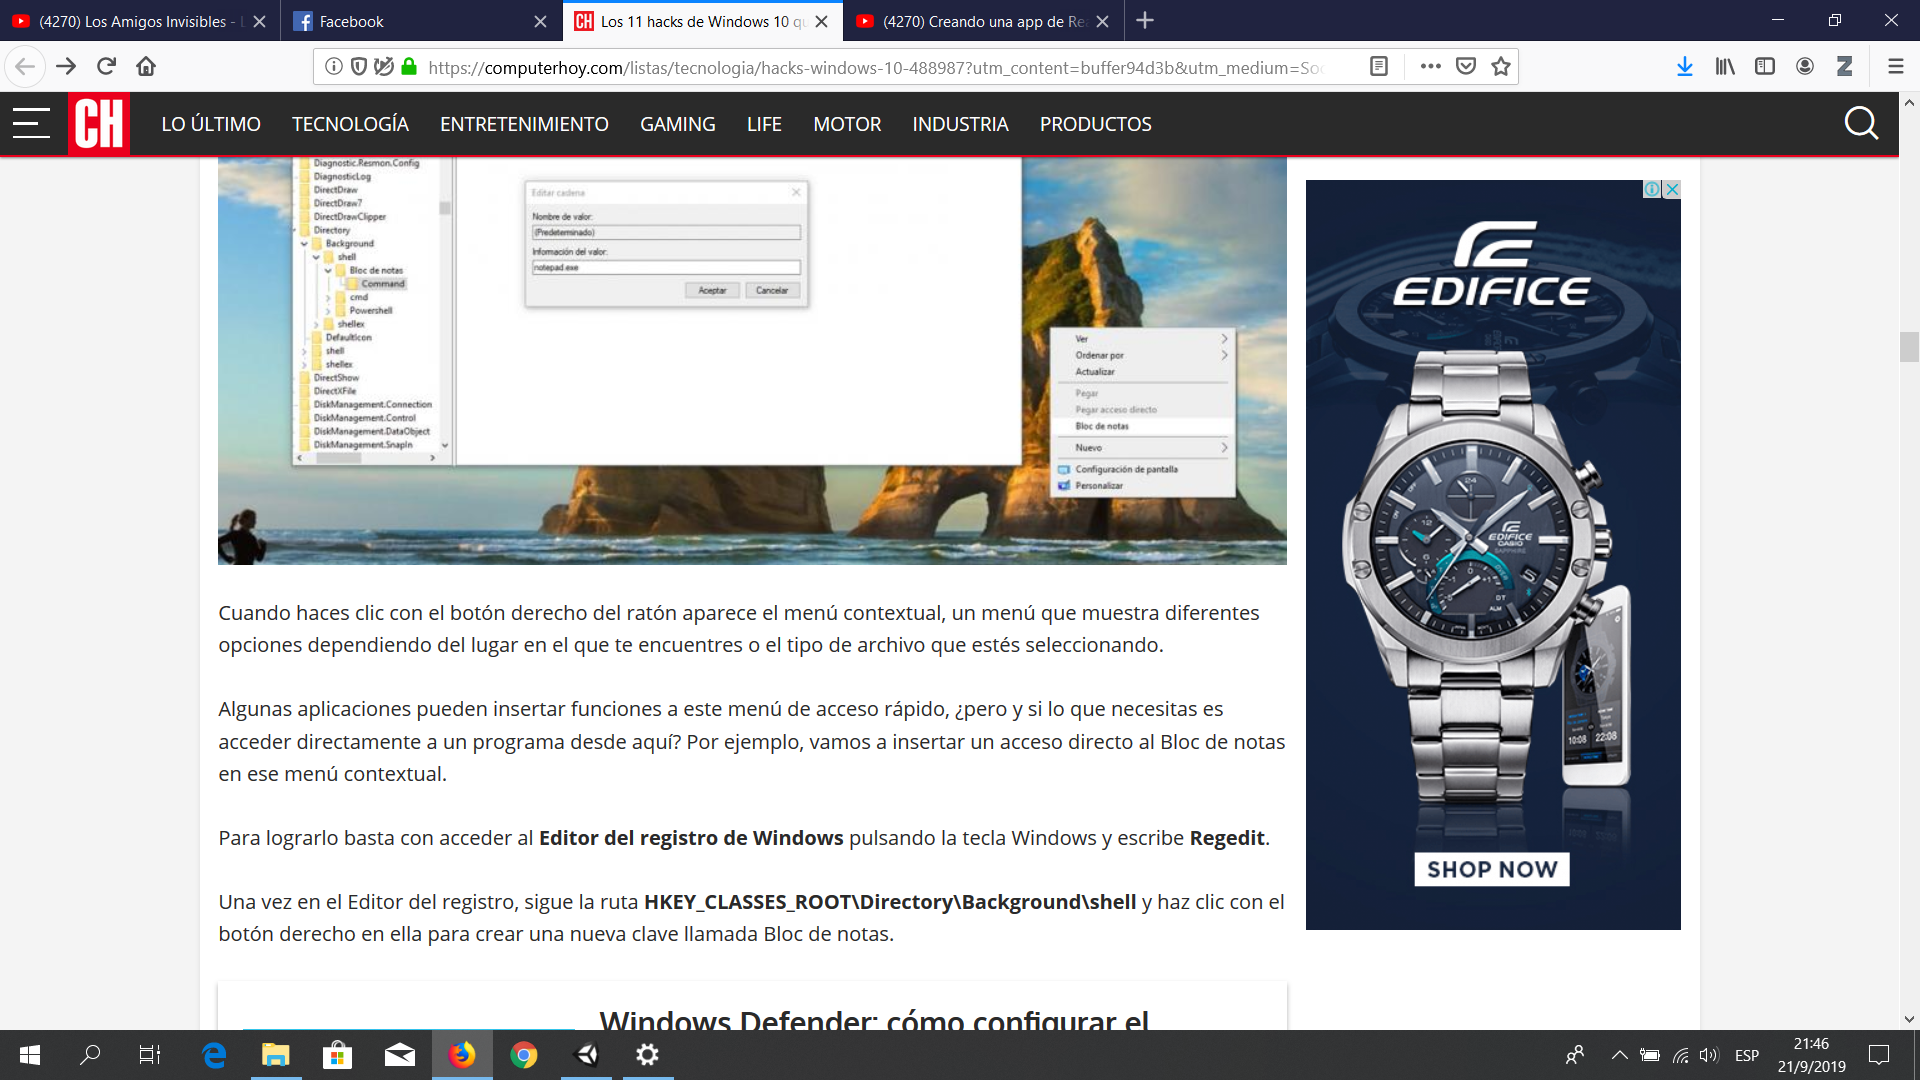 (4270) Los Amigos Invisibles - L
Facebook
Los 11 hacks de Windows 10 qu
(4270) Creando una app de Re
https://computerhoy.com/listas/tecnologia/hacks-windows-10-488987?utm_content=buffer94d3b&utm_medium=Soc
CH
LO ÚLTIMO TECNOLOGÍA ENTRETENIMIENTO GAMING LIFE MOTOR INDUSTRIA PRODUCTOS
Diagnostic.Resmon.Config
DiagnosticLog
DirectDraw
DirectDraw7
DirectDrawClipper
Directory
Background
shell
Bloc de notas
Command
cmd
Powershell
shellex
DefaultIcon
shell
shellex
DirectShow
DirectXFile
DiskManagement.Connection
DiskManagement.Control
DiskManagement.DataObject
DiskManagement.SnapIn
Editar cadena
Nombre de valor:
(Predeterminado)
Información del valor:
notepad.exe
Aceptar Cancelar
Ver
Ordenar por
Actualizar
Pegar
Pegar acceso directo
Bloc de notas
Nuevo
Configuración de pantalla
Personalizar
Cuando haces clic con el botón derecho del ratón aparece el menú contextual, un menú que muestra diferentes
opciones dependiendo del lugar en el que te encuentres o el tipo de archivo que estés seleccionando.
Algunas aplicaciones pueden insertar funciones a este menú de acceso rápido, ¿pero y si lo que necesitas es
acceder directamente a un programa desde aquí? Por ejemplo, vamos a insertar un acceso directo al Bloc de notas
en ese menú contextual.
Para lograrlo basta con acceder al Editor del registro de Windows pulsando la tecla Windows y escribe Regedit.
Una vez en el Editor del registro, sigue la ruta HKEY_CLASSES_ROOT\Directory\Background\shell y haz clic con el
botón derecho en ella para crear una nueva clave llamada Bloc de notas.
Windows Defender: cómo configurar el
EDIFICE
24
12
EDIFICE
CASIO
SAPPHIRE
5
DT
ALM
10:08 22:08
SHOP NOW
ESP
21:46
21/9/2019